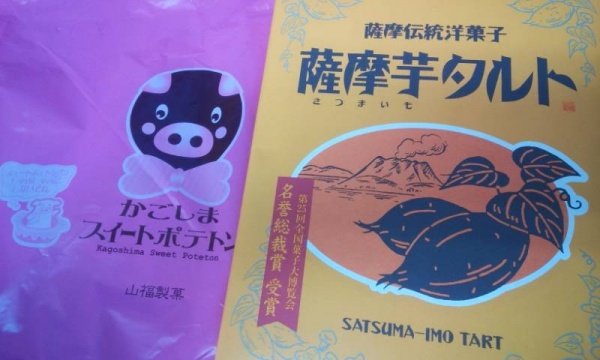 かごしま
スイートポテトン
Kagoshima Sweet Poteton
山福製菓
薩摩伝統洋菓子
薩摩芋タルト
さつまいも
第25回全国菓子大博覧会
名誉総裁賞 受賞
SATSUMA-IMO TART